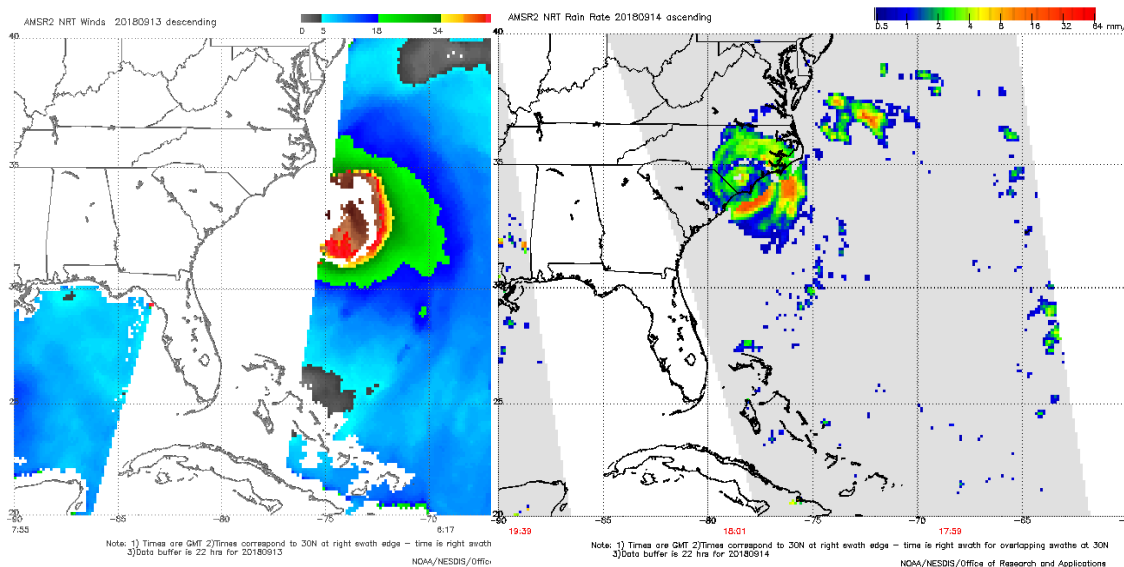 AMSR2 NRT Winds 20180913 descending
0 5 18 34
40
35
30
25
20
-90 -85 -80 -75 -70
7:55 6:17
Note: 1) Times are GMT 2)Times correspond to 30N at right swath edge - time is right swath
3)Data buffer is 22 hrs for 20180913
NOAA/NESDIS/Office
AMSR2 NRT Rain Rate 20180914 ascending
0.5 1 2 4 8 16 32 64 mm/
40
35
30
25
20
-90 -85 -80 -75 -70 -65
19:39 18:01 17:59
Note: 1) Times are GMT 2)Times correspond to 30N at right swath edge - time is right swath for overlapping swaths at 30N
3)Data buffer is 22 hrs for 20180914
NOAA/NESDIS/Office of Research and Applications